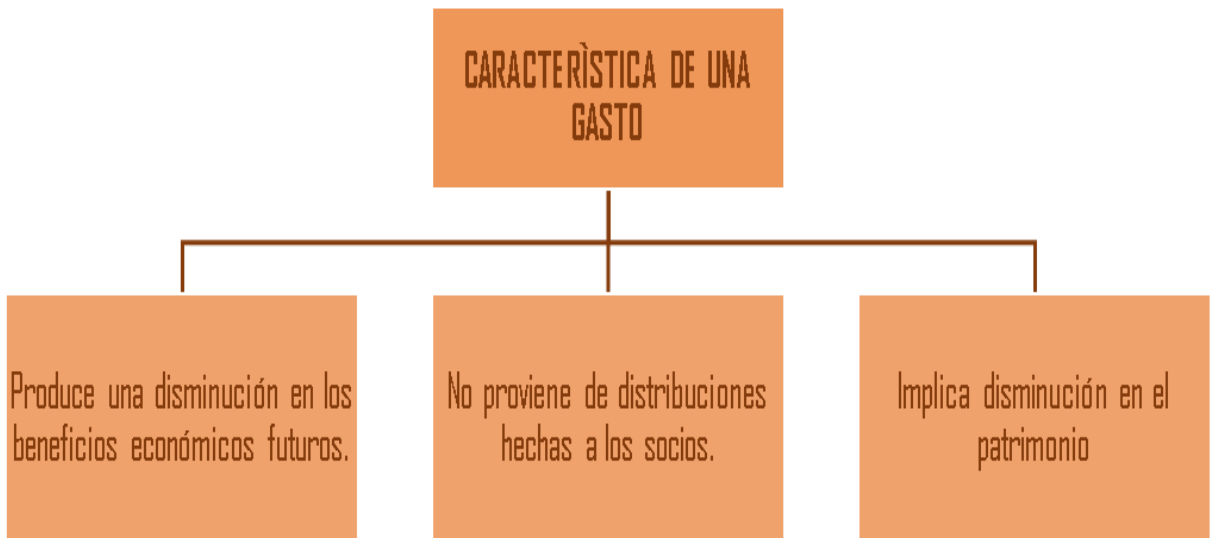 CARACTERÌSTICA DE UNA
GASTO
Produce una disminución en los
beneficios económicos futuros.
No proviene de distribuciones
hechas a los socios.
Implica disminución en el
patrimonio